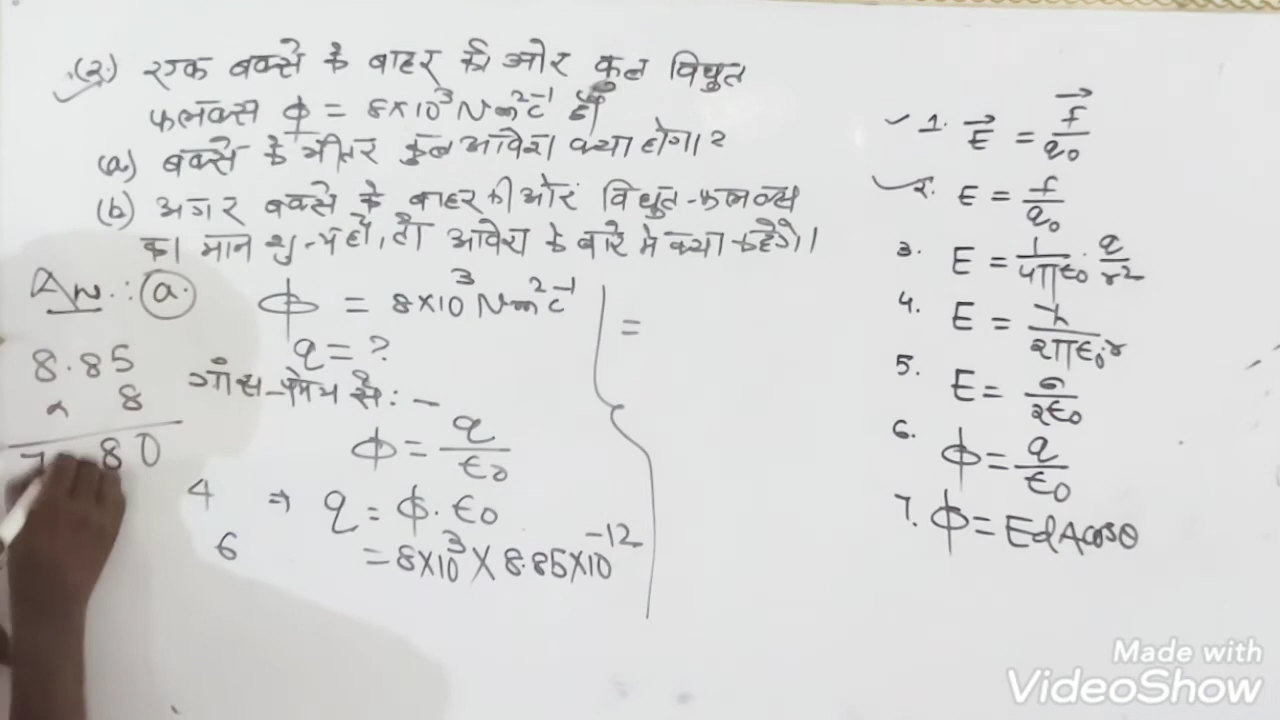 (2.) एक बक्से के बाहर की ओर कुल विधुत
फ्लक्स ϕ = 8×10³ Nm²C⁻¹ है
(a) बक्से के भीतर कुल आवेश क्या होगा?
(b) अगर बक्से के बाहर की ओर विधुत-फ्लक्स
का मान शून्य हो, तो आवेश के बारे में क्या कहेंगे।
Ans.: (a.) ϕ = 8×10³ Nm²C⁻¹ =
q = ?
गॉस-प्रमेय से: –
ϕ = q/ε0
⇒ q = ϕ.ε0
= 8×10³ × 8.85×10⁻¹²
8.85
× 8
7 80
4
6
1. E⃗ = F⃗/q0
2. E = F/q0
3. E = 1/4πε0 . q/r²
4. E = λ/2πε0.r
5. E = σ/2ε0
6. ϕ = q/ε0
7. ϕ = EdAcosθ
Made with
VideoShow